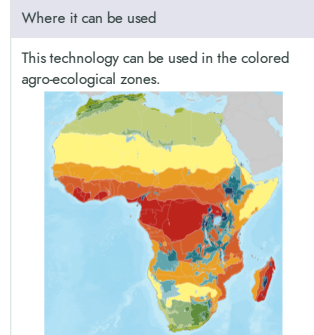 Where it can be used
This technology can be used in the colored
agro-ecological zones.